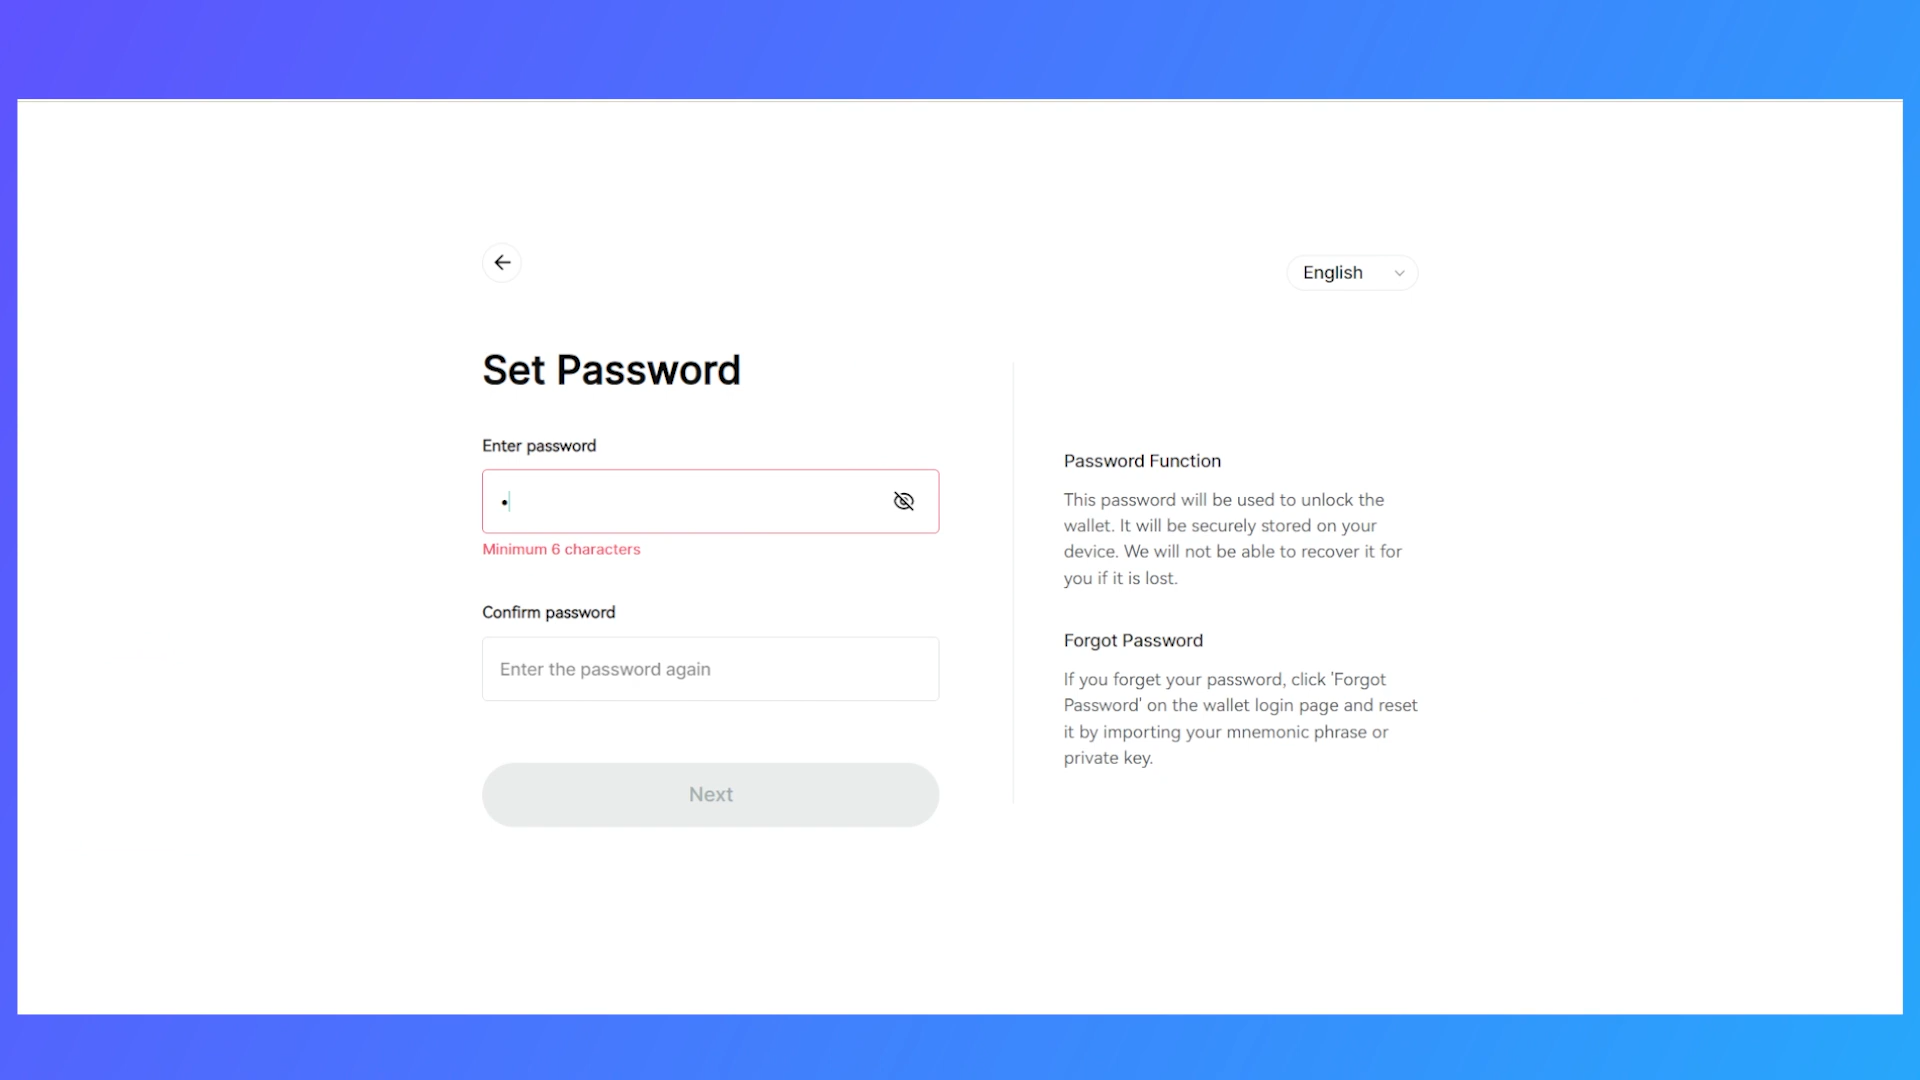 English
Set Password
Enter password
•
Minimum 6 characters
Confirm password
Enter the password again
Next
Password Function
This password will be used to unlock the
wallet. It will be securely stored on your
device. We will not be able to recover it for
you if it is lost.
Forgot Password
If you forget your password, click 'Forgot
Password' on the wallet login page and reset
it by importing your mnemonic phrase or
private key.